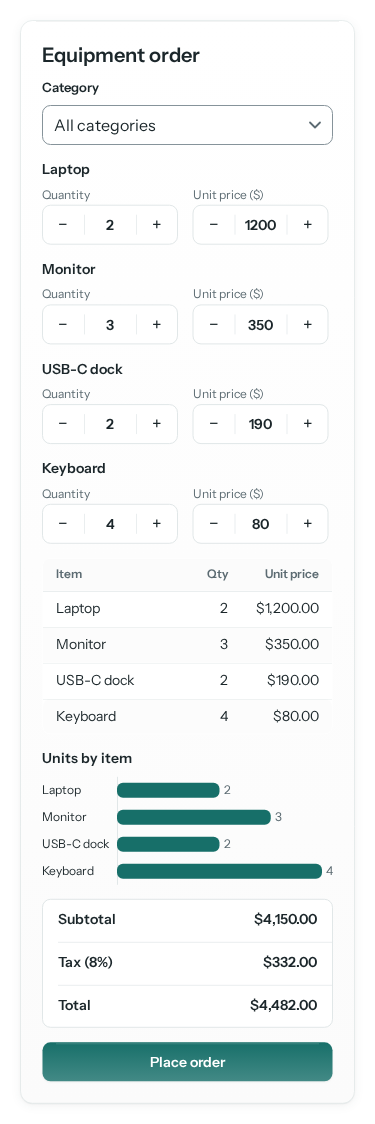 Equipment order
Category
All categories
Laptop
Quantity Unit price ($)
− 2 + − 1200 +
Monitor
Quantity Unit price ($)
− 3 + − 350 +
USB-C dock
Quantity Unit price ($)
− 2 + − 190 +
Keyboard
Quantity Unit price ($)
− 4 + − 80 +
Item Qty Unit price
Laptop 2 $1,200.00
Monitor 3 $350.00
USB-C dock 2 $190.00
Keyboard 4 $80.00
Units by item
Laptop 2
Monitor 3
USB-C dock 2
Keyboard 4
Subtotal $4,150.00
Tax (8%) $332.00
Total $4,482.00
Place order